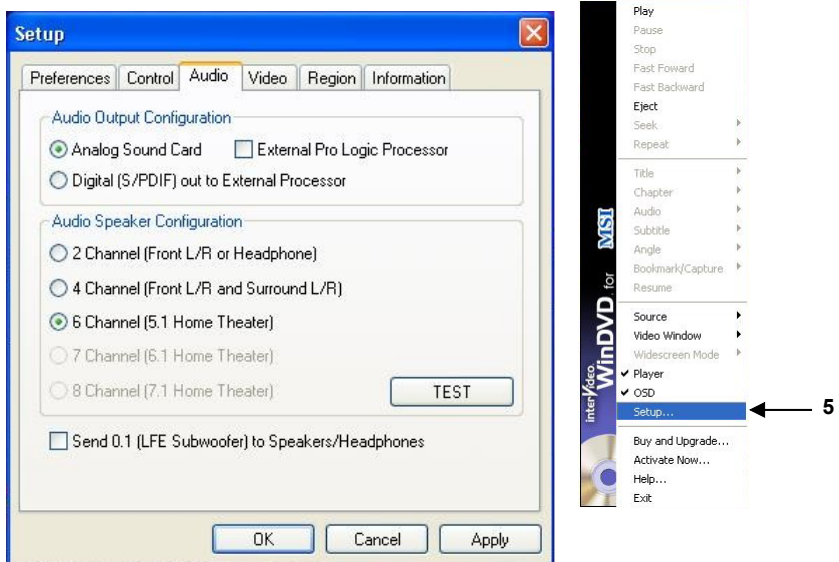 Setup
Preferences Control Audio Video Region Information
Audio Output Configuration
Analog Sound Card External Pro Logic Processor
Digital (S/PDIF) out to External Processor
Audio Speaker Configuration
2 Channel (Front L/R or Headphone)
4 Channel (Front L/R and Surround L/R)
6 Channel (5.1 Home Theater)
7 Channel (6.1 Home Theater)
8 Channel (7.1 Home Theater)
TEST
Send 0.1 (LFE Subwoofer) to Speakers/Headphones
OK Cancel Apply
Play
Pause
Stop
Fast Foward
Fast Backward
Eject
Seek
Repeat
Title
Chapter
Audio
Subtitle
Angle
Bookmark/Capture
Resume
Source
Video Window
Widescreen Mode
Player
OSD
Setup...
Buy and Upgrade...
Activate Now...
Help...
Exit
InterVideo
WinDVD for MSI
5